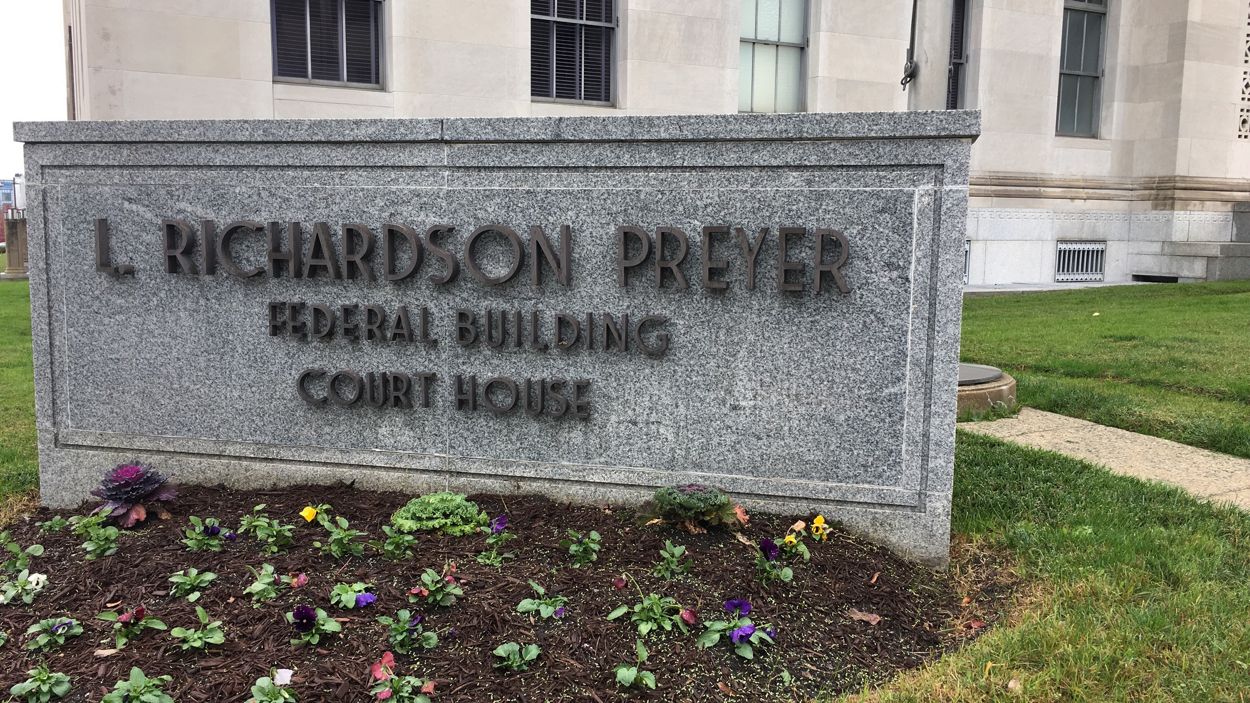 L. RICHARDSON PREYER
FEDERAL BUILDING
COURT HOUSE